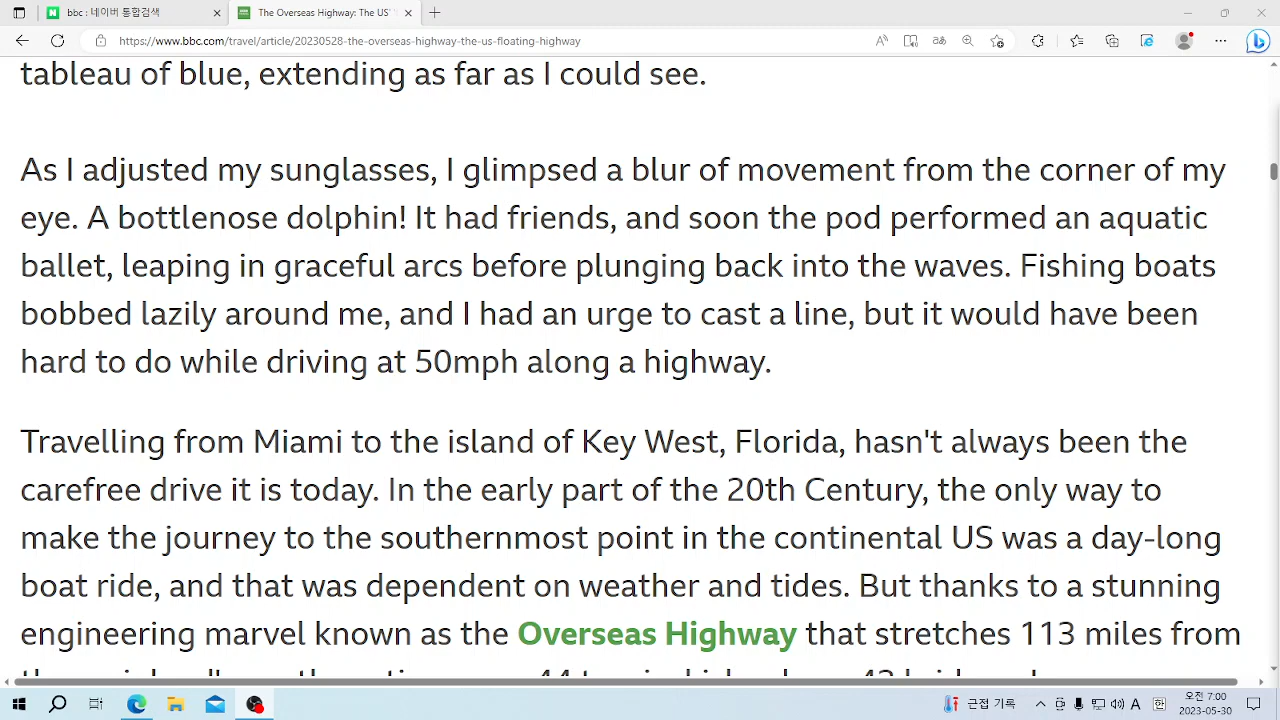 bbc : 네이버 통합검색
The Overseas Highway: The US'
https://www.bbc.com/travel/article/20230528-the-overseas-highway-the-us-floating-highway
tableau of blue, extending as far as I could see.
As I adjusted my sunglasses, I glimpsed a blur of movement from the corner of my
eye. A bottlenose dolphin! It had friends, and soon the pod performed an aquatic
ballet, leaping in graceful arcs before plunging back into the waves. Fishing boats
bobbed lazily around me, and I had an urge to cast a line, but it would have been
hard to do while driving at 50mph along a highway.
Travelling from Miami to the island of Key West, Florida, hasn't always been the
carefree drive it is today. In the early part of the 20th Century, the only way to
make the journey to the southernmost point in the continental US was a day-long
boat ride, and that was dependent on weather and tides. But thanks to a stunning
engineering marvel known as the Overseas Highway that stretches 113 miles from
근접 기록
A
오전 7:00
2023-05-30